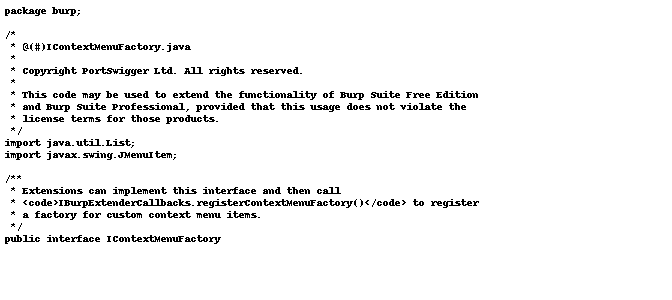 package burp;

/*
 * @(#)IContextMenuFactory.java
 *
 * Copyright PortSwigger Ltd. All rights reserved.
 *
 * This code may be used to extend the functionality of Burp Suite Free Edition
 * and Burp Suite Professional, provided that this usage does not violate the
 * license terms for those products.
 */
import java.util.List;
import javax.swing.JMenuItem;

/**
 * Extensions can implement this interface and then call
 * <code>IBurpExtenderCallbacks.registerContextMenuFactory()</code> to register
 * a factory for custom context menu items.
 */
public interface IContextMenuFactory